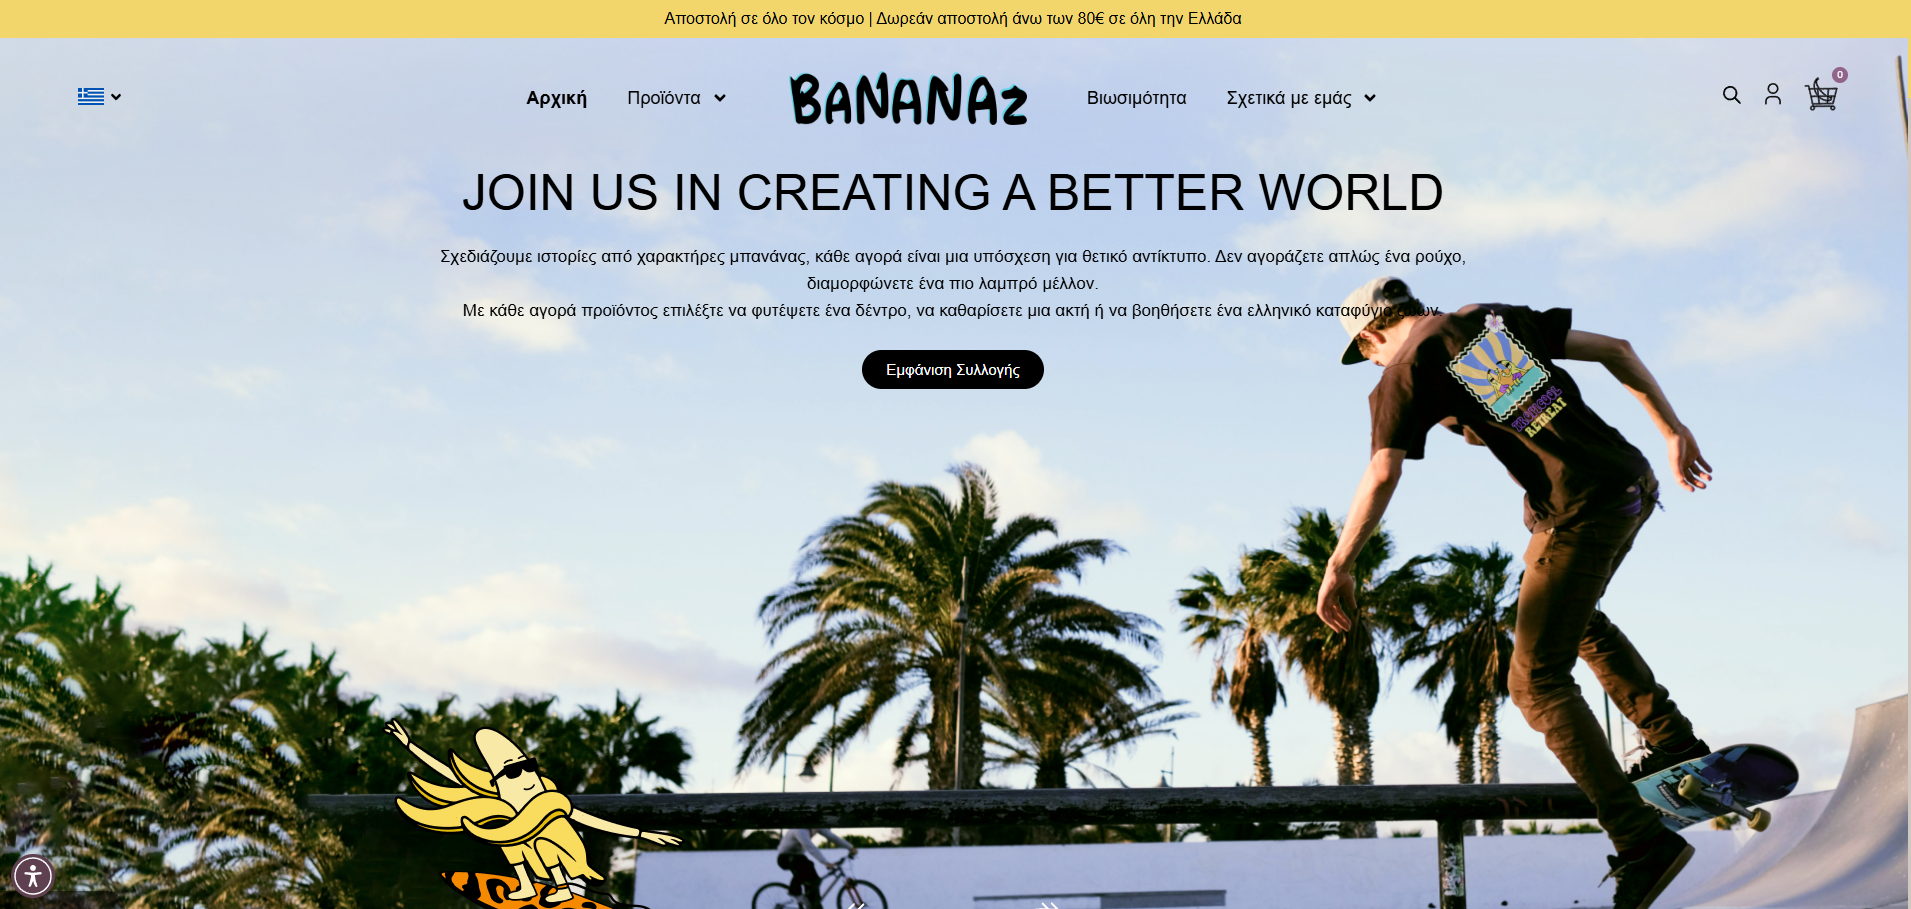 Αποστολή σε όλο τον κόσμο | Δωρεάν αποστολή άνω των 80€ σε όλη την Ελλάδα
Αρχική Προϊόντα BANANAZ Βιωσιμότητα Σχετικά με εμάς 0
JOIN US IN CREATING A BETTER WORLD
Σχεδιάζουμε ιστορίες από χαρακτήρες μπανάνας, κάθε αγορά είναι μια υπόσχεση για θετικό αντίκτυπο. Δεν αγοράζετε απλώς ένα ρούχο,
διαμορφώνετε ένα πιο λαμπρό μέλλον.
Με κάθε αγορά προϊόντος επιλέξτε να φυτέψετε ένα δέντρο, να καθαρίσετε μια ακτή ή να βοηθήσετε ένα ελληνικό καταφύγιο ζώων.
Εμφάνιση Συλλογής
TROPICOOL
RETREAT